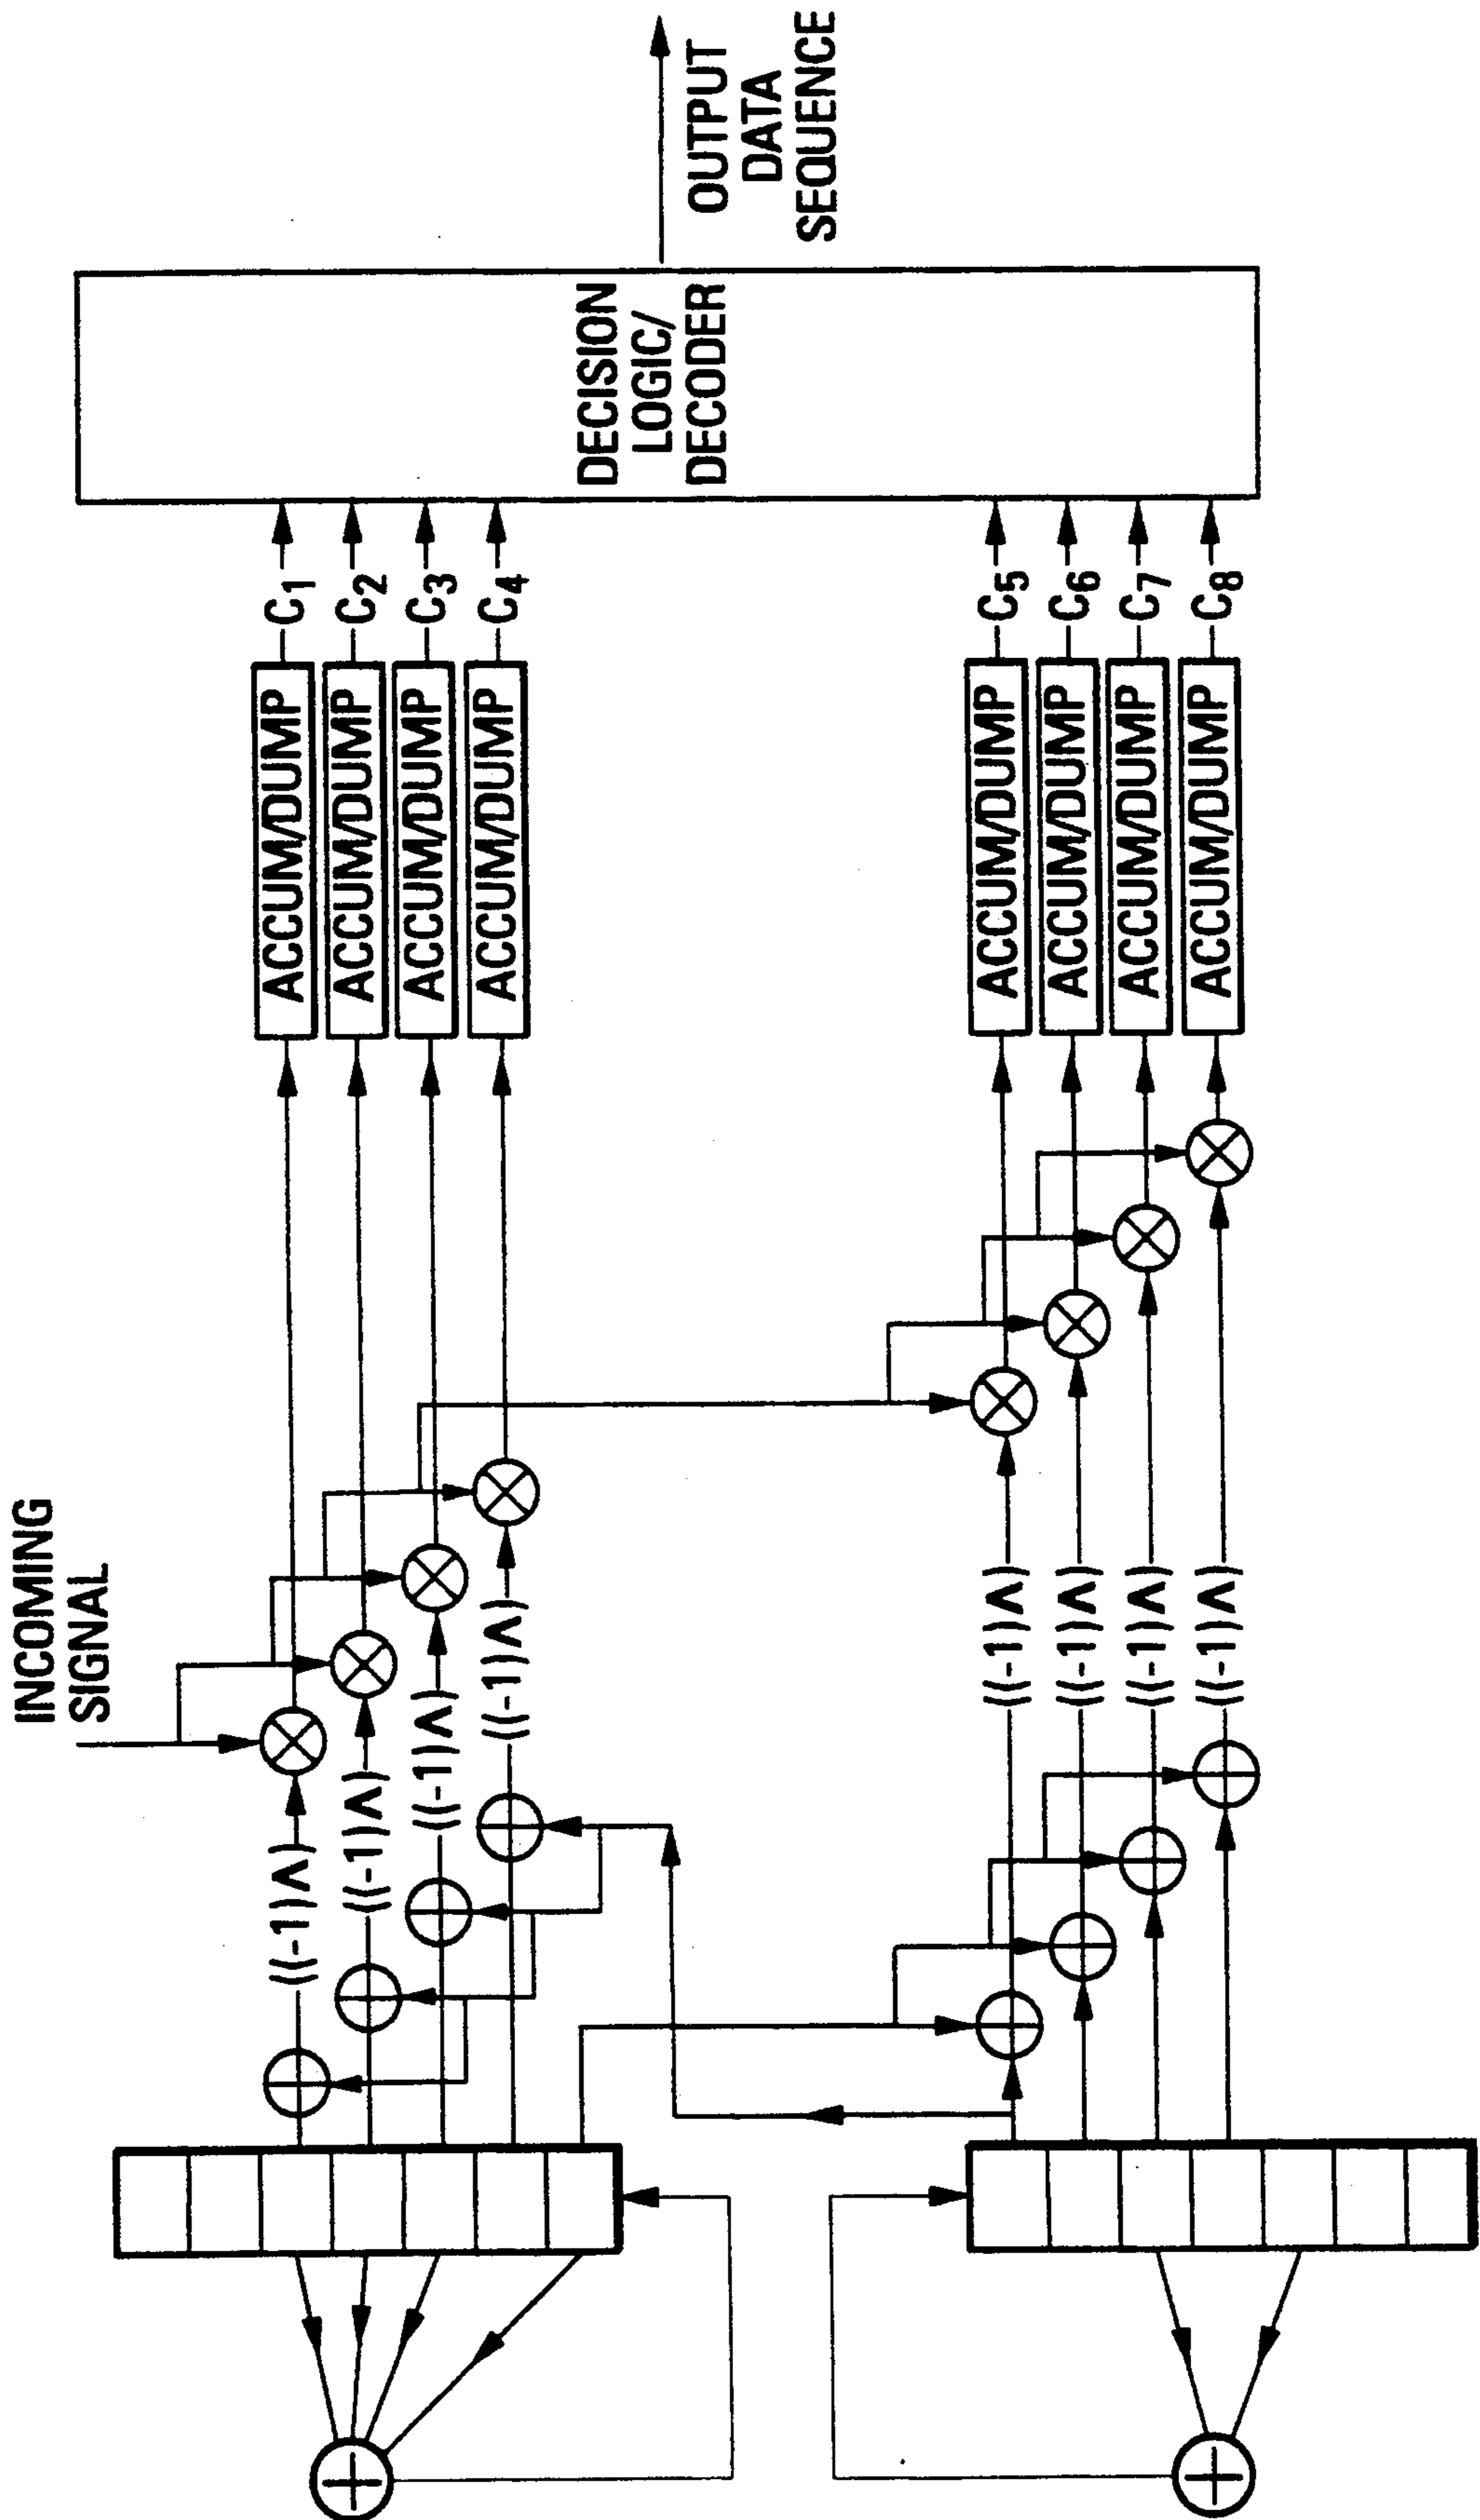 INCOMING
SIGNAL
((-1)^)
((-1)^)
((-1)^)
((-1)^)
ACCUM/DUMP
ACCUM/DUMP
ACCUM/DUMP
ACCUM/DUMP
C1
C2
C3
C4
((-1)^)
((-1)^)
((-1)^)
((-1)^)
ACCUM/DUMP
ACCUM/DUMP
ACCUM/DUMP
ACCUM/DUMP
C5
C6
C7
C8
DECISION
LOGIC/
DECODER
OUTPUT
DATA
SEQUENCE